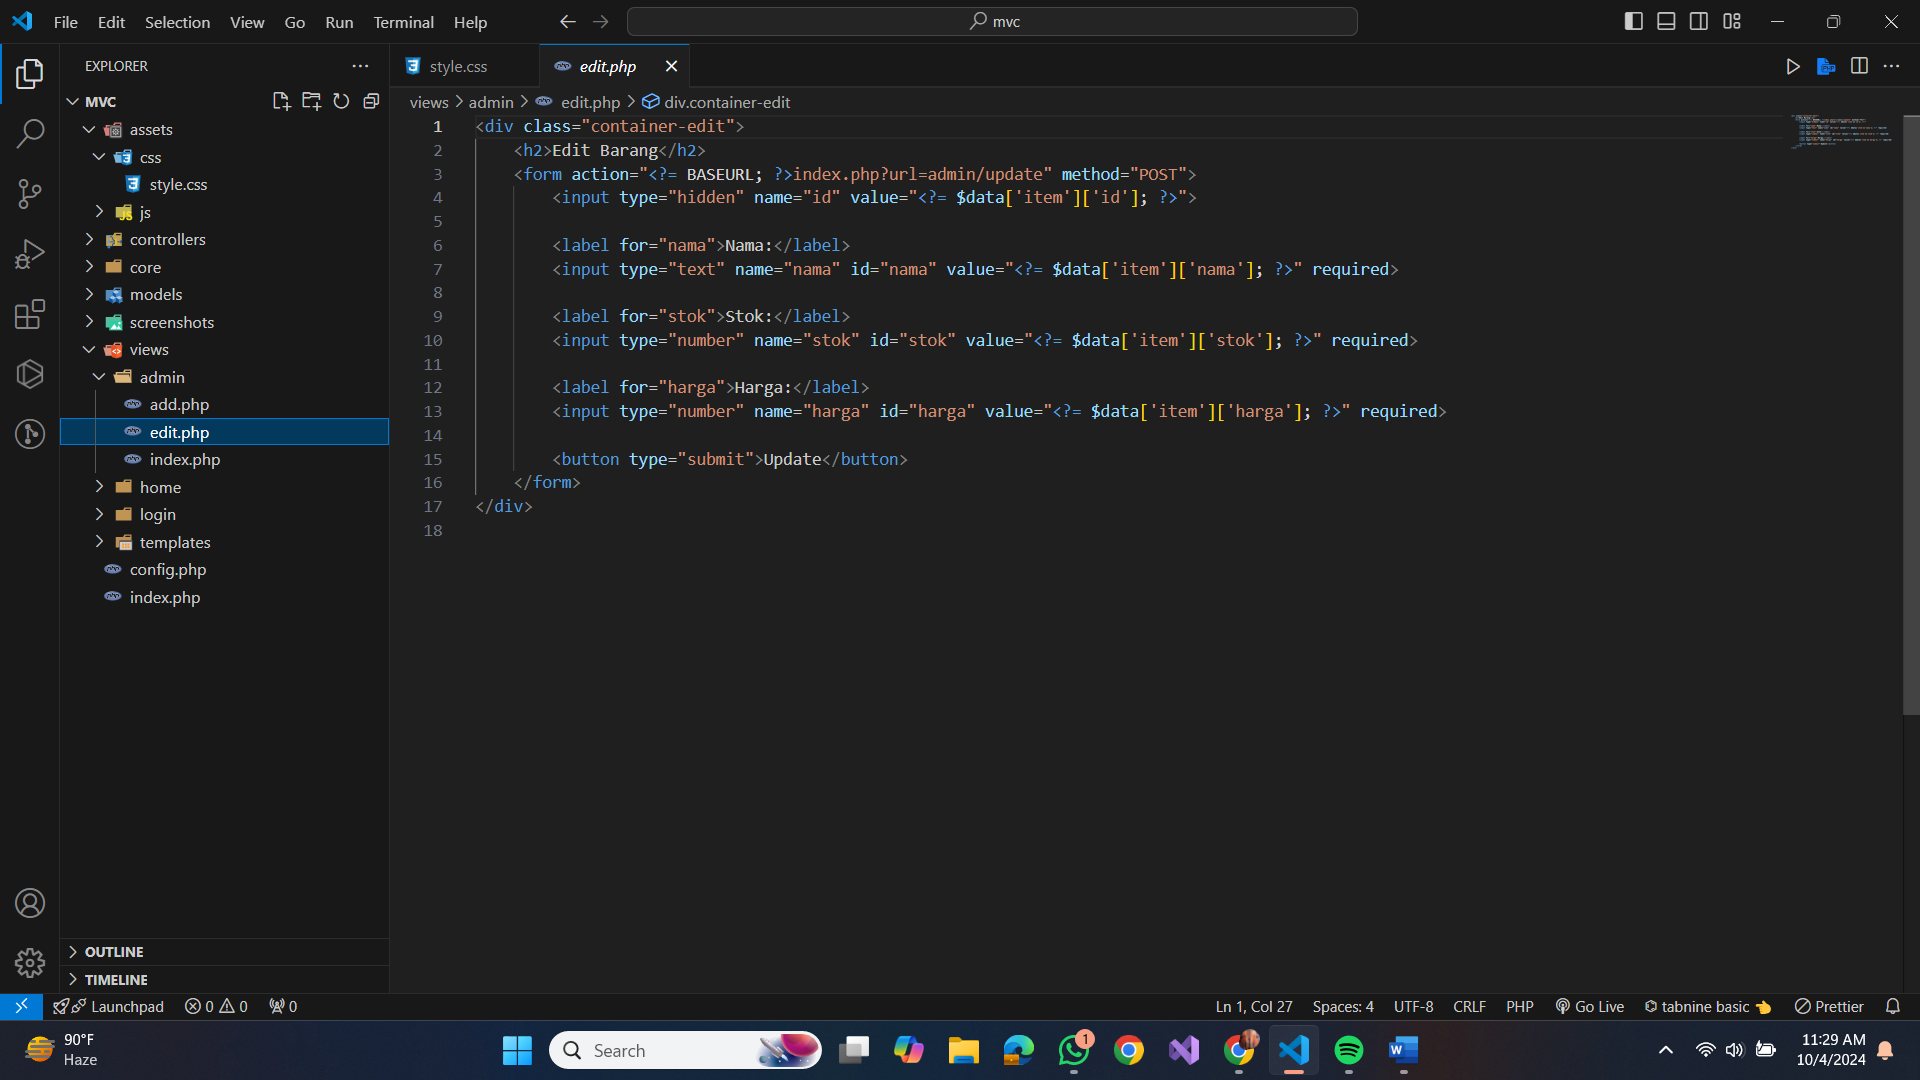 File Edit Selection View Go Run Terminal Help
mvc
EXPLORER
style.css
edit.php
MVC
views > admin > edit.php > div.container-edit
assets
css
style.css
js
controllers
core
models
screenshots
views
admin
add.php
edit.php
index.php
home
login
templates
config.php
index.php
OUTLINE
TIMELINE
1 <div class="container-edit">
2 <h2>Edit Barang</h2>
3 <form action="<?= BASEURL; ?>index.php?url=admin/update" method="POST">
4 <input type="hidden" name="id" value="<?= $data['item']['id']; ?>">
5
6 <label for="nama">Nama:</label>
7 <input type="text" name="nama" id="nama" value="<?= $data['item']['nama']; ?>" required>
8
9 <label for="stok">Stok:</label>
10 <input type="number" name="stok" id="stok" value="<?= $data['item']['stok']; ?>" required>
11
12 <label for="harga">Harga:</label>
13 <input type="number" name="harga" id="harga" value="<?= $data['item']['harga']; ?>" required>
14
15 <button type="submit">Update</button>
16 </form>
17 </div>
18
Launchpad 0 0 0
Ln 1, Col 27 Spaces: 4 UTF-8 CRLF PHP Go Live tabnine basic Prettier
90°F
Haze
Search
1
11:29 AM
10/4/2024